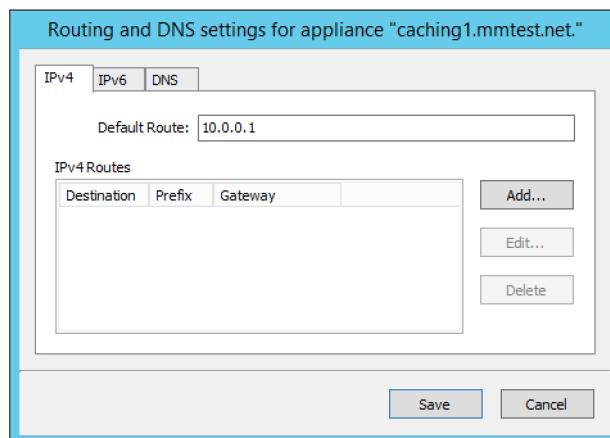 Routing and DNS settings for appliance "caching1.mmtest.net."
IPv4 IPv6 DNS
Default Route: 10.0.0.1
IPv4 Routes
Destination Prefix Gateway
Add...
Edit...
Delete
Save Cancel